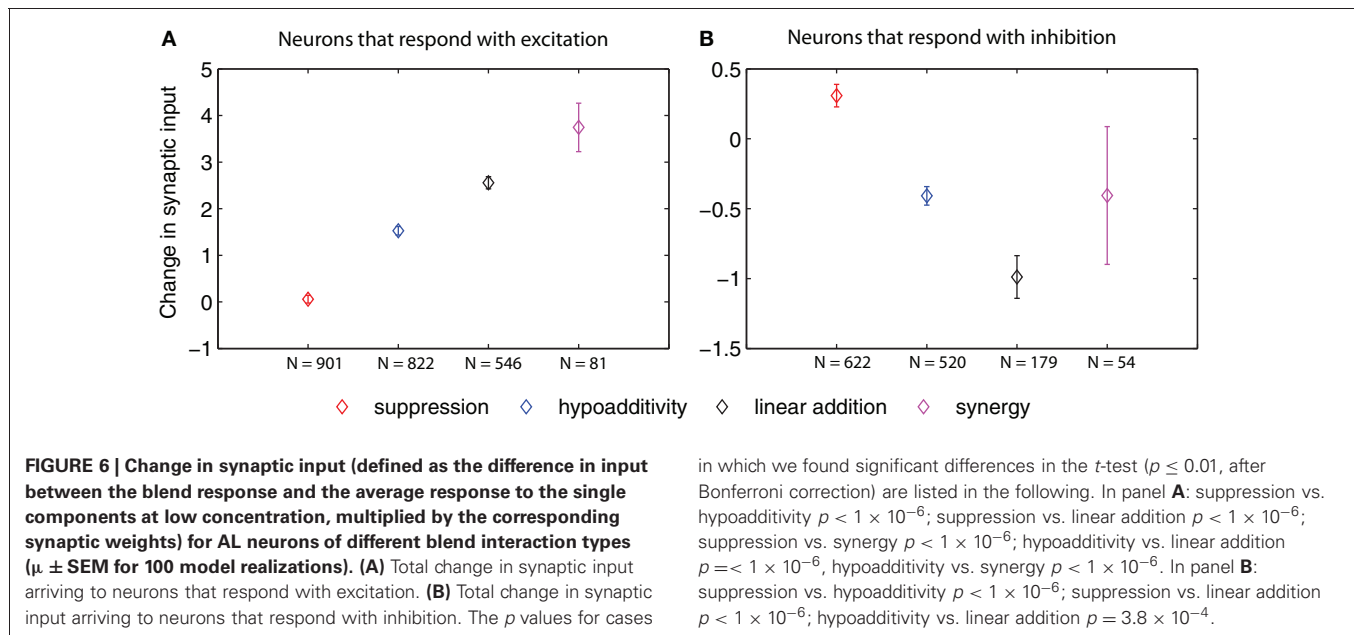 A Neurons that respond with excitation
B Neurons that respond with inhibition
Change in synaptic input
5
4
3
2
1
0
−1
N = 901 N = 822 N = 546 N = 81
0.5
0
−0.5
−1
−1.5
N = 622 N = 520 N = 179 N = 54
suppression hypoadditivity linear addition synergy
FIGURE 6 | Change in synaptic input (defined as the difference in input
between the blend response and the average response to the single
components at low concentration, multiplied by the corresponding
synaptic weights) for AL neurons of different blend interaction types
(μ ± SEM for 100 model realizations). (A) Total change in synaptic input
arriving to neurons that respond with excitation. (B) Total change in synaptic
input arriving to neurons that respond with inhibition. The p values for cases
in which we found significant differences in the t-test (p ≤ 0.01, after
Bonferroni correction) are listed in the following. In panel A: suppression vs.
hypoadditivity p < 1 × 10⁻⁶; suppression vs. linear addition p < 1 × 10⁻⁶;
suppression vs. synergy p < 1 × 10⁻⁶; hypoadditivity vs. linear addition
p =< 1 × 10⁻⁶, hypoadditivity vs. synergy p < 1 × 10⁻⁶. In panel B:
suppression vs. hypoadditivity p < 1 × 10⁻⁶; suppression vs. linear addition
p < 1 × 10⁻⁶; hypoadditivity vs. linear addition p = 3.8 × 10⁻⁴.